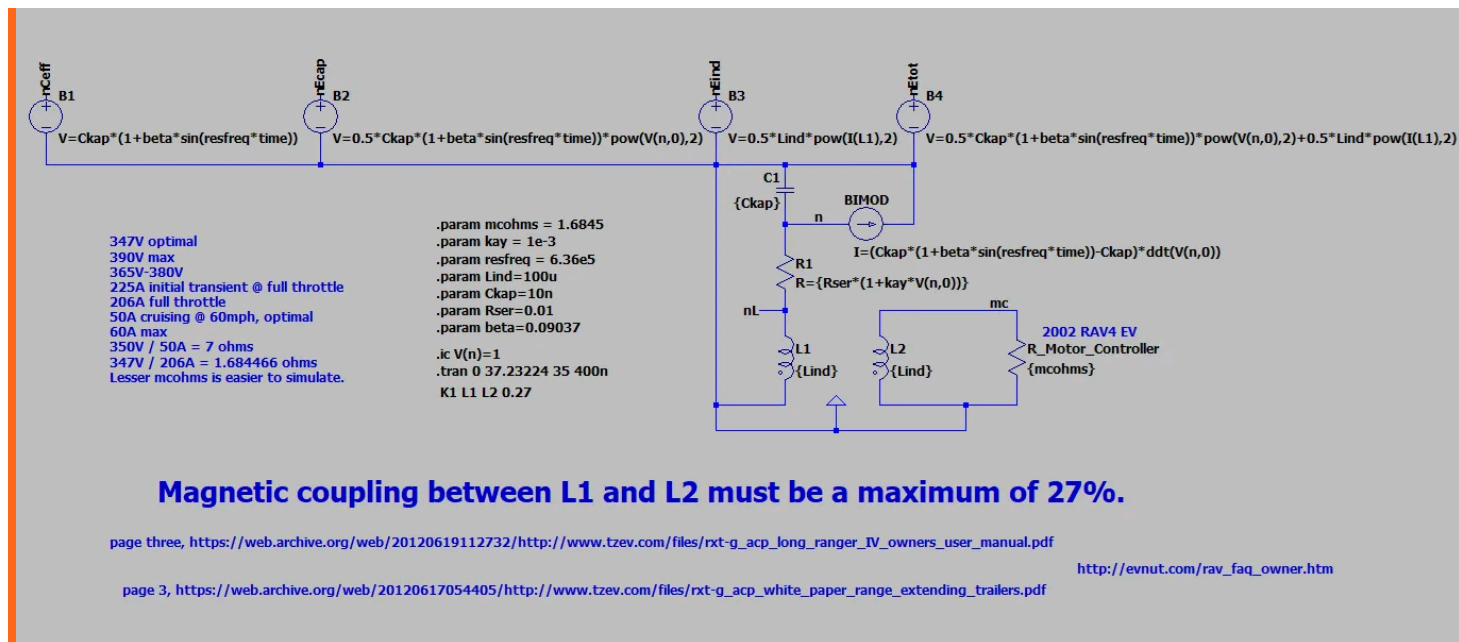 nCeff
B1
V=Ckap*(1+beta*sin(resfreq*time))
nEcap
B2
V=0.5*Ckap*(1+beta*sin(resfreq*time))*pow(V(n,0),2)
nEind
B3
V=0.5*Lind*pow(I(L1),2)
nEtot
B4
V=0.5*Ckap*(1+beta*sin(resfreq*time))*pow(V(n,0),2)+0.5*Lind*pow(I(L1),2)
347V optimal
390V max
365V-380V
225A initial transient @ full throttle
206A full throttle
50A cruising @ 60mph, optimal
60A max
350V / 50A = 7 ohms
347V / 206A = 1.684466 ohms
Lesser mcohms is easier to simulate.
.param mcohms = 1.6845
.param kay = 1e-3
.param resfreq = 6.36e5
.param Lind=100u
.param Ckap=10n
.param Rser=0.01
.param beta=0.09037
.ic V(n)=1
.tran 0 37.23224 35 400n
K1 L1 L2 0.27
C1
{Ckap}
n
BIMOD
I=(Ckap*(1+beta*sin(resfreq*time))-Ckap)*ddt(V(n,0))
R1
R={Rser*(1+kay*V(n,0))}
nL
L1
{Lind}
L2
{Lind}
mc
2002 RAV4 EV
R_Motor_Controller
{mcohms}
Magnetic coupling between L1 and L2 must be a maximum of 27%.
page three, https://web.archive.org/web/20120619112732/http://www.tzev.com/files/rxt-g_acp_long_ranger_IV_owners_user_manual.pdf
http://evnut.com/rav_faq_owner.htm
page 3, https://web.archive.org/web/20120617054405/http://www.tzev.com/files/rxt-g_acp_white_paper_range_extending_trailers.pdf